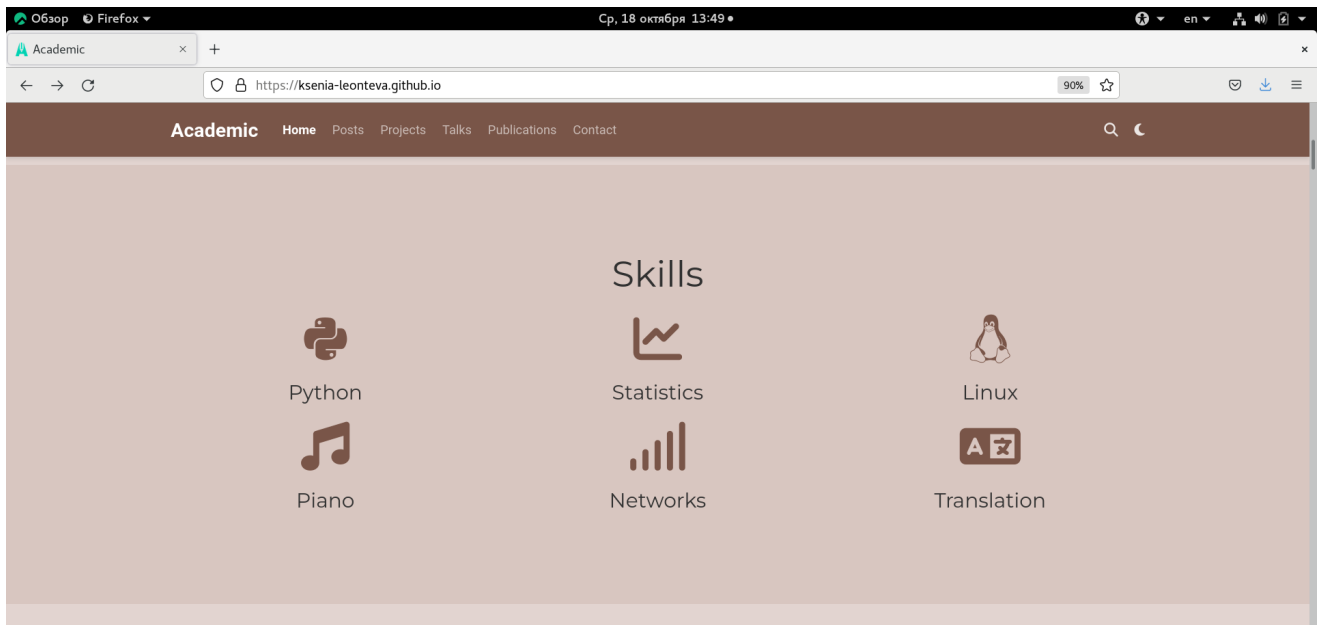 Обзор Firefox Ср, 18 октября 13:49 en
Academic
https://ksenia-leonteva.github.io 90%
Academic Home Posts Projects Talks Publications Contact
Skills
Python Statistics Linux
Piano Networks Translation